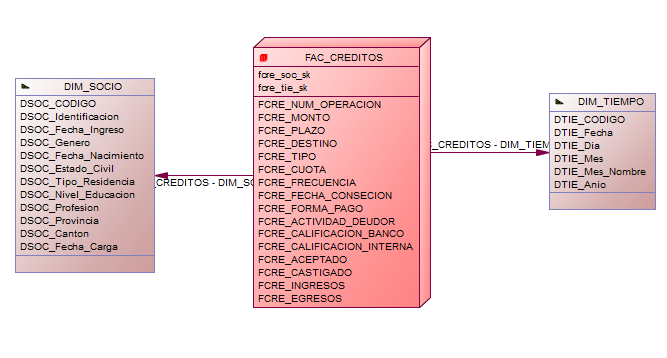 DIM_SOCIO
DSOC_CODIGO
DSOC_Identificacion
DSOC_Fecha_Ingreso
DSOC_Genero
DSOC_Fecha_Nacimiento
DSOC_Estado_Civil
DSOC_Tipo_Residencia
DSOC_Nivel_Educacion
DSOC_Profesion
DSOC_Provincia
DSOC_Canton
DSOC_Fecha_Carga
_CREDITOS - DIM_SO
FAC_CREDITOS
fcre_soc_sk
fcre_tie_sk
FCRE_NUM_OPERACION
FCRE_MONTO
FCRE_PLAZO
FCRE_DESTINO
FCRE_TIPO
FCRE_CUOTA
FCRE_FRECUENCIA
FCRE_FECHA_CONSECION
FCRE_FORMA_PAGO
FCRE_ACTIVIDAD_DEUDOR
FCRE_CALIFICACION_BANCO
FCRE_CALIFICACION_INTERNA
FCRE_ACEPTADO
FCRE_CASTIGADO
FCRE_INGRESOS
FCRE_EGRESOS
_CREDITOS - DIM_TIEM
DIM_TIEMPO
DTIE_CODIGO
DTIE_Fecha
DTIE_Dia
DTIE_Mes
DTIE_Mes_Nombre
DTIE_Anio